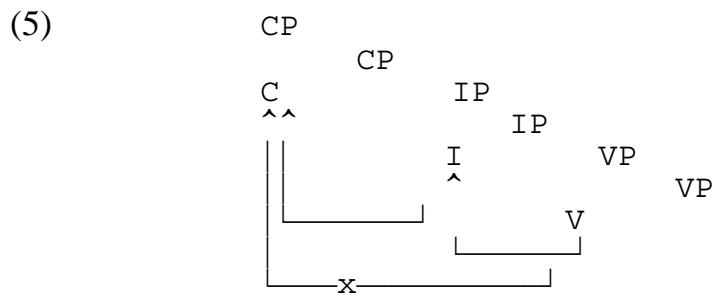 (5) CP
CP
C IP
^^ IP
I VP
^ VP
V
x